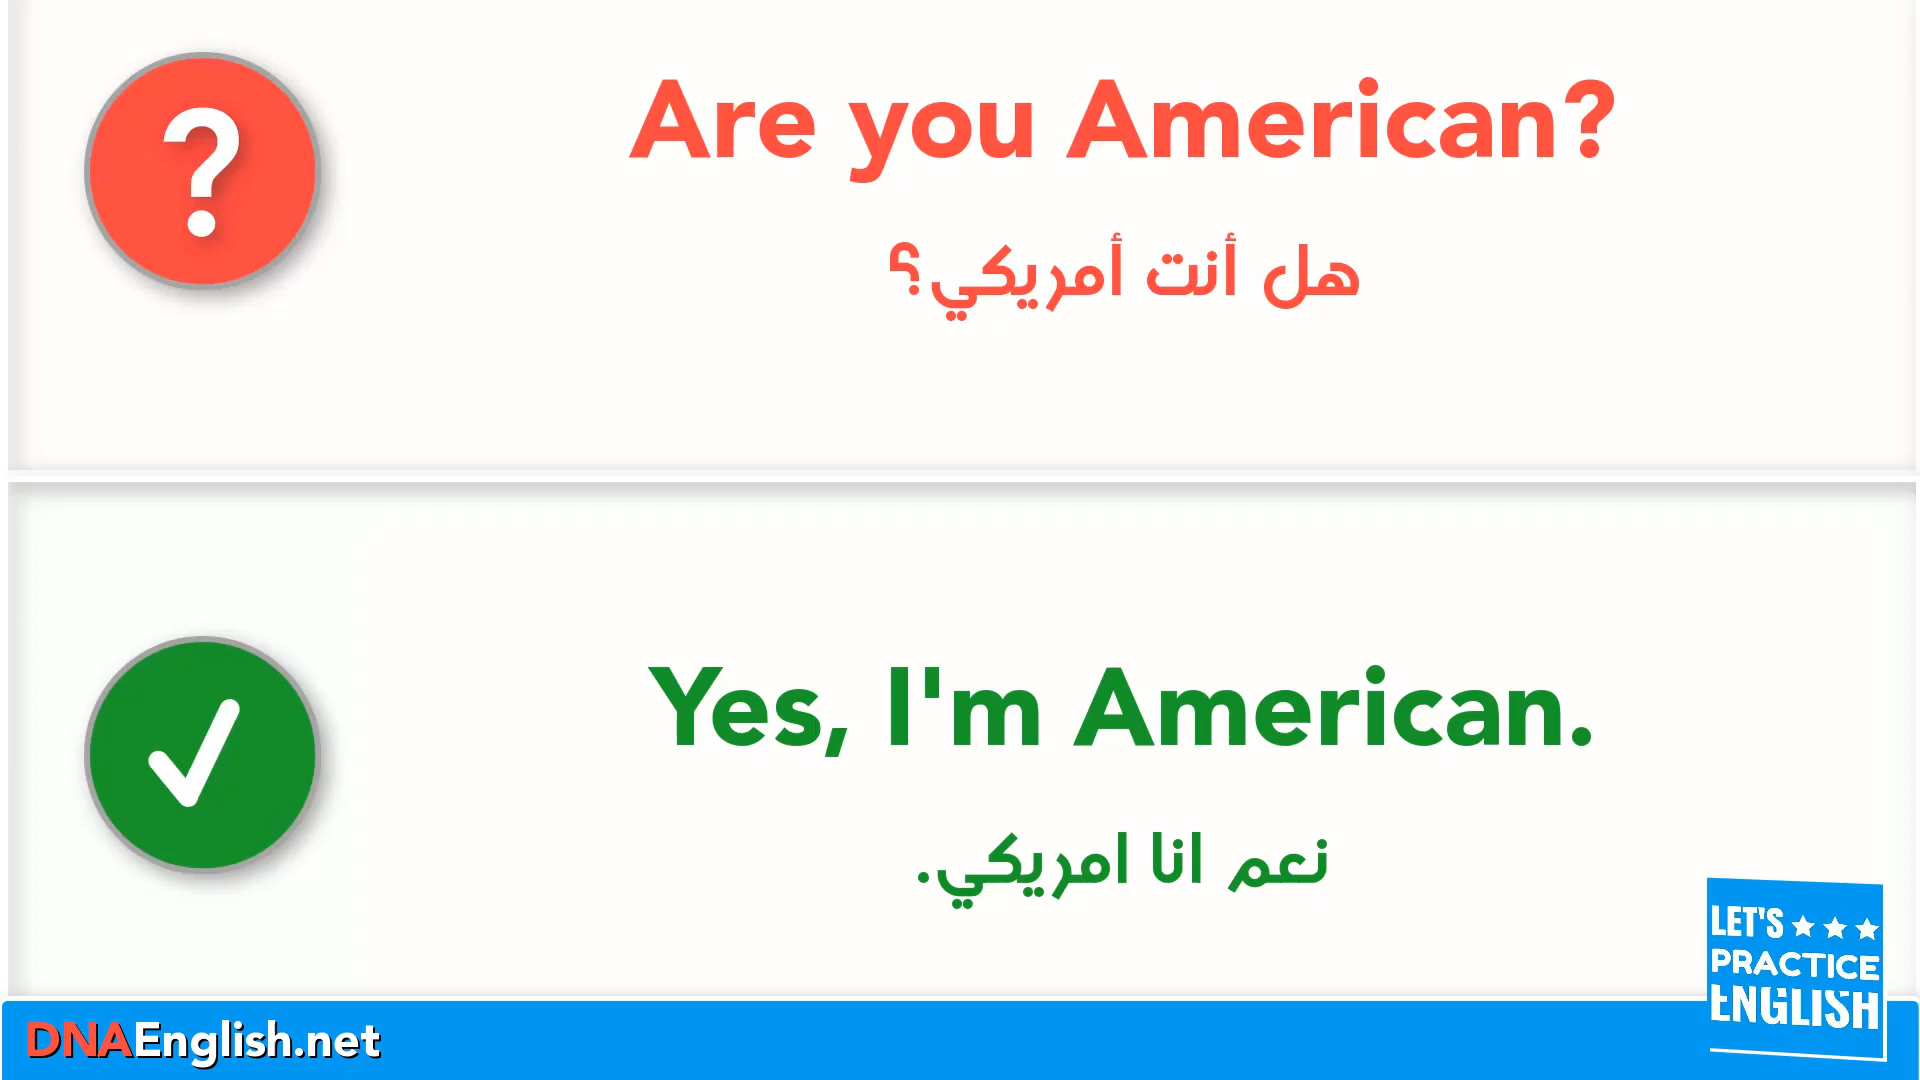 ?
Are you American?
هل أنت أمريكي؟
Yes, I'm American.
نعم انا امريكي.
LET'S
PRACTICE
ENGLISH
DNAEnglish.net